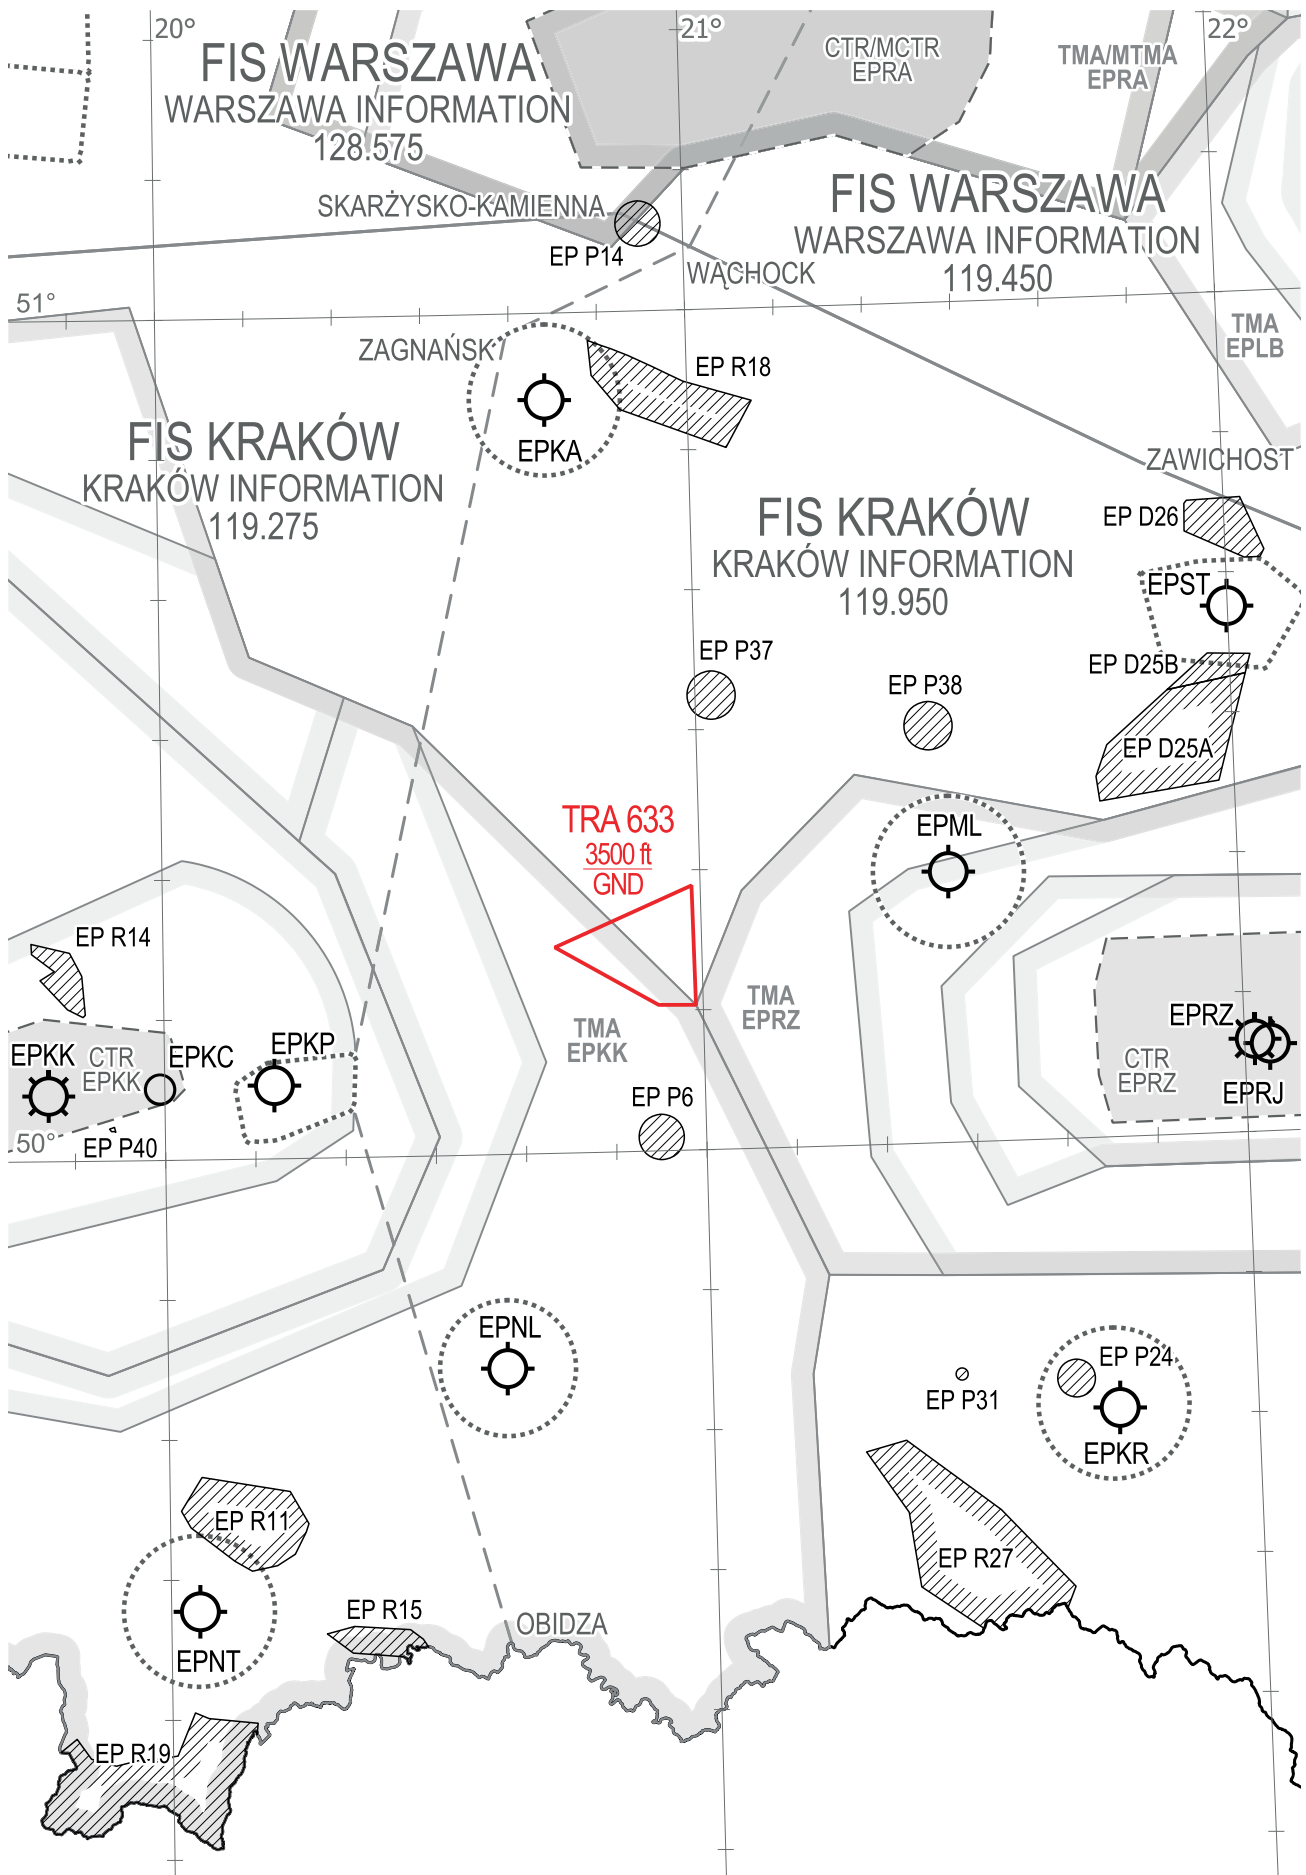 20°
21°
22°
FIS WARSZAWA
WARSZAWA INFORMATION
128.575
CTR/MCTR
EPRA
TMA/MTMA
EPRA
SKARŻYSKO-KAMIENNA
EP P14
FIS WARSZAWA
WARSZAWA INFORMATION
119.450
WĄCHOCK
51°
TMA
EPLB
ZAGNAŃSK
EP R18
EPKA
FIS KRAKÓW
KRAKÓW INFORMATION
119.275
ZAWICHOST
FIS KRAKÓW
KRAKÓW INFORMATION
119.950
EP D26
EPST
EP P37
EP D25B
EP P38
EP D25A
TRA 633
3500 ft
GND
EPML
EP R14
TMA
EPRZ
TMA
EPKK
EPRZ
EPKK
CTR
EPKK
EPKC
EPKP
CTR
EPRZ
EPRJ
EP P6
50°
EP P40
EPNL
EP P24
EP P31
EPKR
EP R11
EP R27
EP R15
OBIDZA
EPNT
EP R19